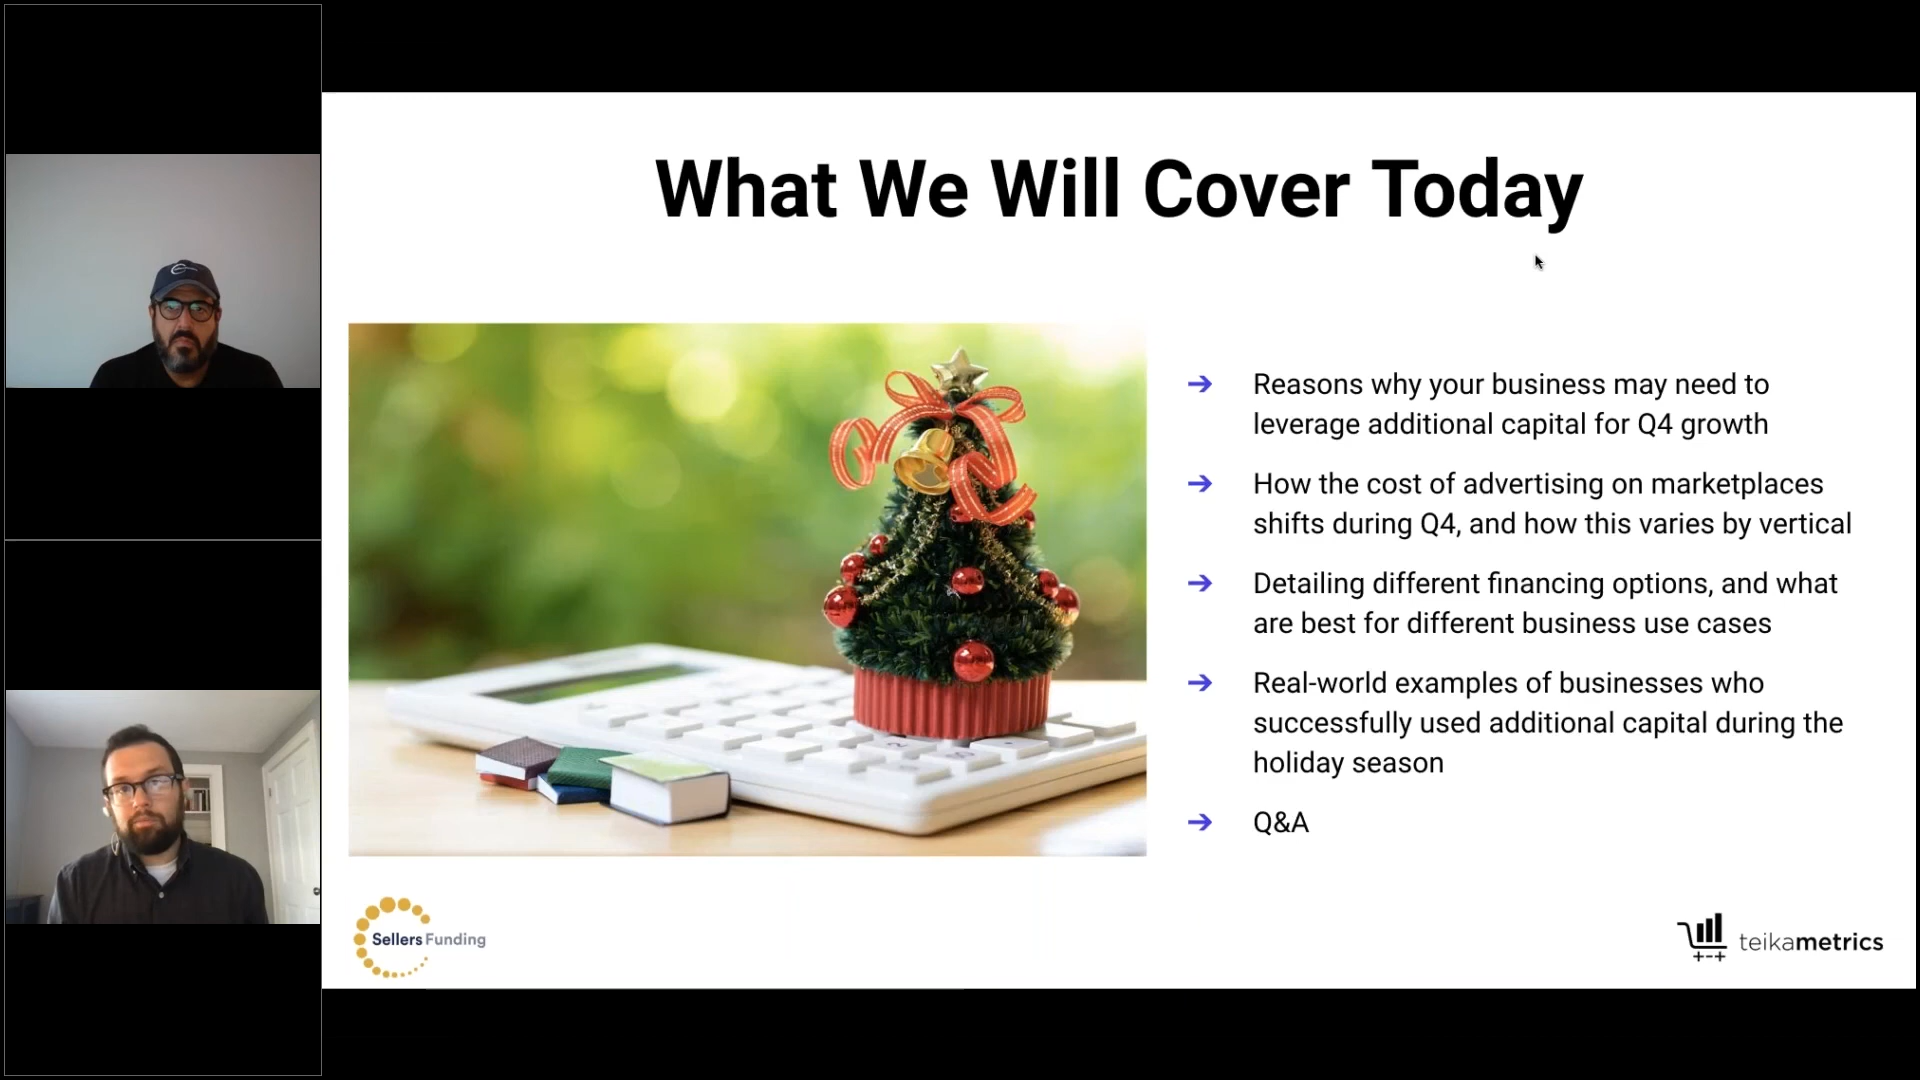 What We Will Cover Today
Reasons why your business may need to
leverage additional capital for Q4 growth
How the cost of advertising on marketplaces
shifts during Q4, and how this varies by vertical
Detailing different financing options, and what
are best for different business use cases
Real-world examples of businesses who
successfully used additional capital during the
holiday season
Q&A
SellersFunding
teikametrics